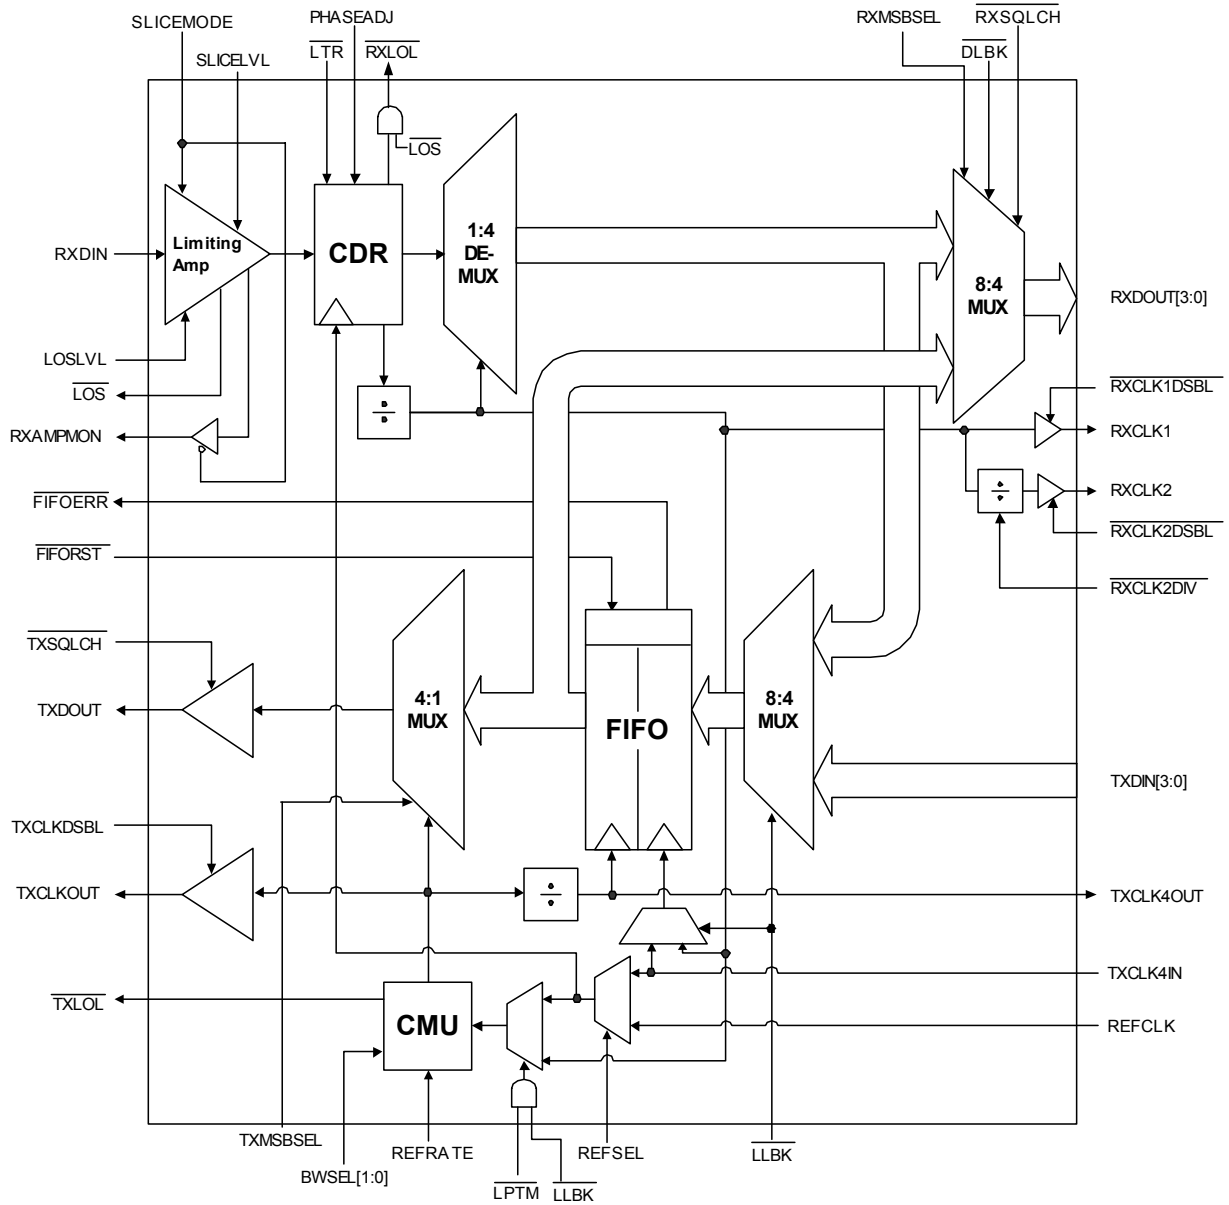 SLICEMODE
PHASEADJ
RXMSBSEL
RXSQLCH
SLICELVL
LTR
RXLOL
DLBK
LOS
RXDIN
Limiting
Amp
CDR
1:4
DE-
MUX
8:4
MUX
RXDOUT[3:0]
LOSLVL
LOS
÷
RXCLK1DSBL
RXAMPMON
RXCLK1
FIFOERR
÷
RXCLK2
RXCLK2DSBL
FIFORST
RXCLK2DIV
TXSQLCH
TXDOUT
4:1
MUX
FIFO
8:4
MUX
TXDIN[3:0]
TXCLKDSBL
TXCLKOUT
÷
TXCLK4OUT
TXCLK4IN
TXLOL
CMU
REFCLK
TXMSBSEL
REFRATE
REFSEL
LLBK
BWSEL[1:0]
LPTM
LLBK